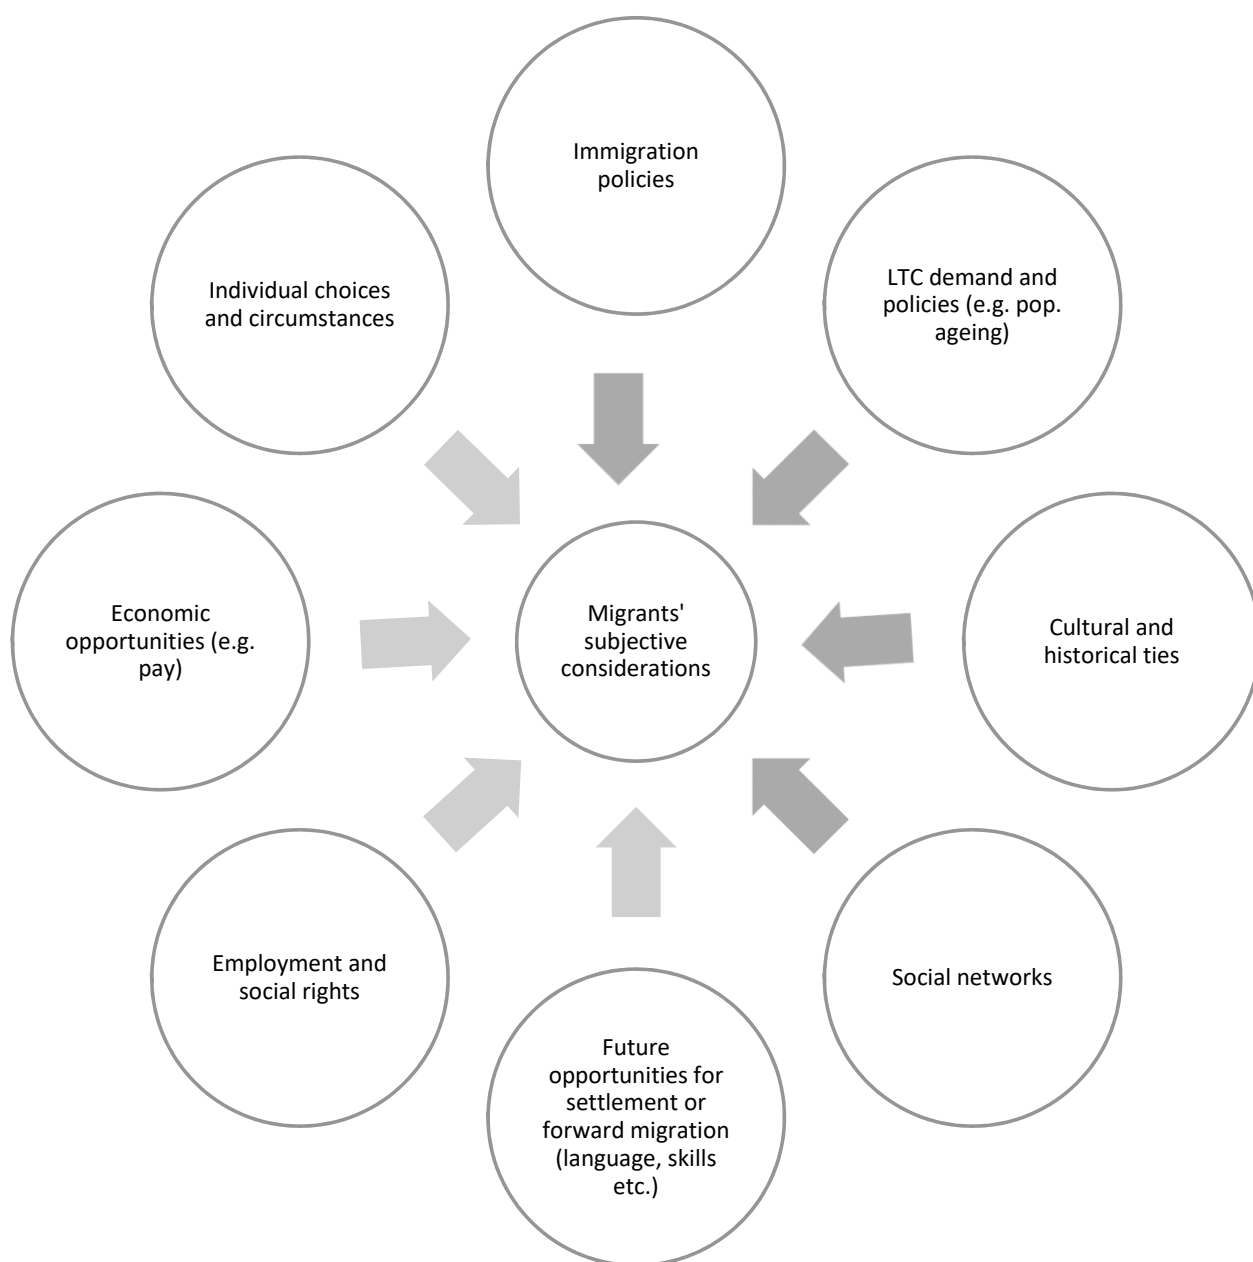 Immigration
policies
LTC demand and
policies (e.g. pop.
ageing)
Individual choices
and circumstances
Economic
opportunities (e.g.
pay)
Migrants'
subjective
considerations
Cultural and
historical ties
Employment and
social rights
Social networks
Future
opportunities for
settlement or
forward migration
(language, skills
etc.)